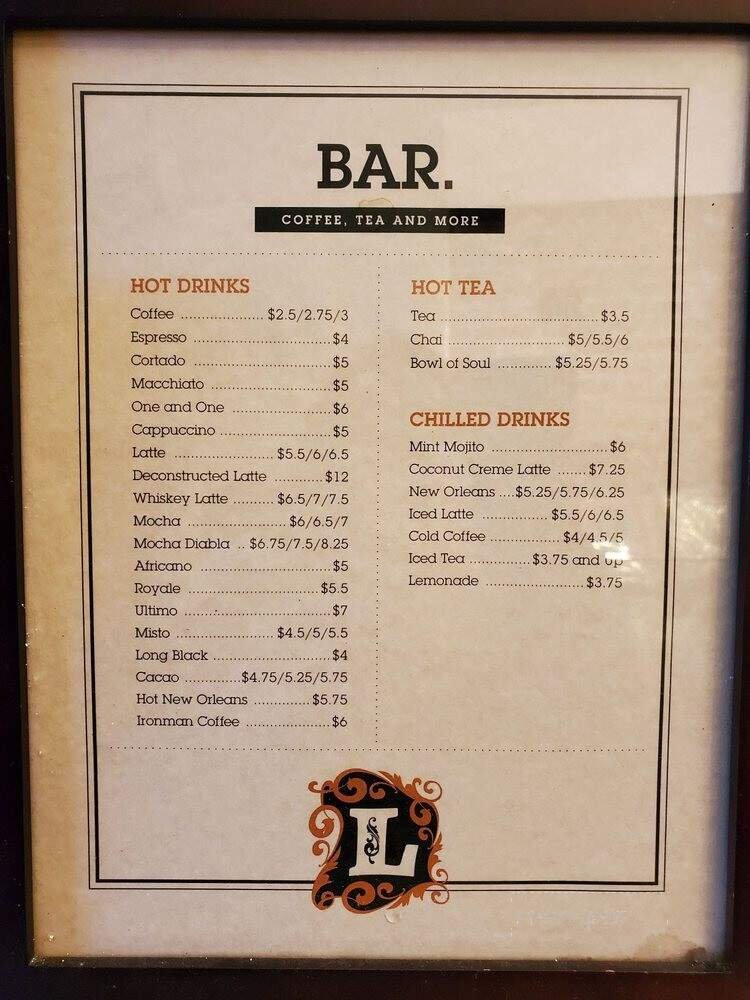 BAR.
COFFEE, TEA AND MORE
HOT DRINKS
Coffee ..................... $2.5/2.75/3
Espresso ................................... $4
Cortado ..................................... $5
Macchiato ............................... $5
One and One ......................... $6
Cappuccino ............................ $5
Latte ......................... $5.5/6/6.5
Deconstructed Latte ............ $12
Whiskey Latte .......... $6.5/7/7.5
Mocha ......................... $6/6.5/7
Mocha Diabla .. $6.75/7.5/8.25
Africano .................................. $5
Royale .................................. $5.5
Ultimo ...................................... $7
Misto ......................... $4.5/5/5.5
Long Black .............................. $4
Cacao ............. $4.75/5.25/5.75
Hot New Orleans .............. $5.75
Ironman Coffee ..................... $6
HOT TEA
Tea ........................................ $3.5
Chai ............................. $5/5.5/6
Bowl of Soul ............. $5.25/5.75
CHILLED DRINKS
Mint Mojito ............................. $6
Coconut Creme Latte ....... $7.25
New Orleans .... $5.25/5.75/6.25
Iced Latte ................ $5.5/6/6.5
Cold Coffee .................. $4/4.5/5
Iced Tea ............... $3.75 and up
Lemonade ......................... $3.75
L